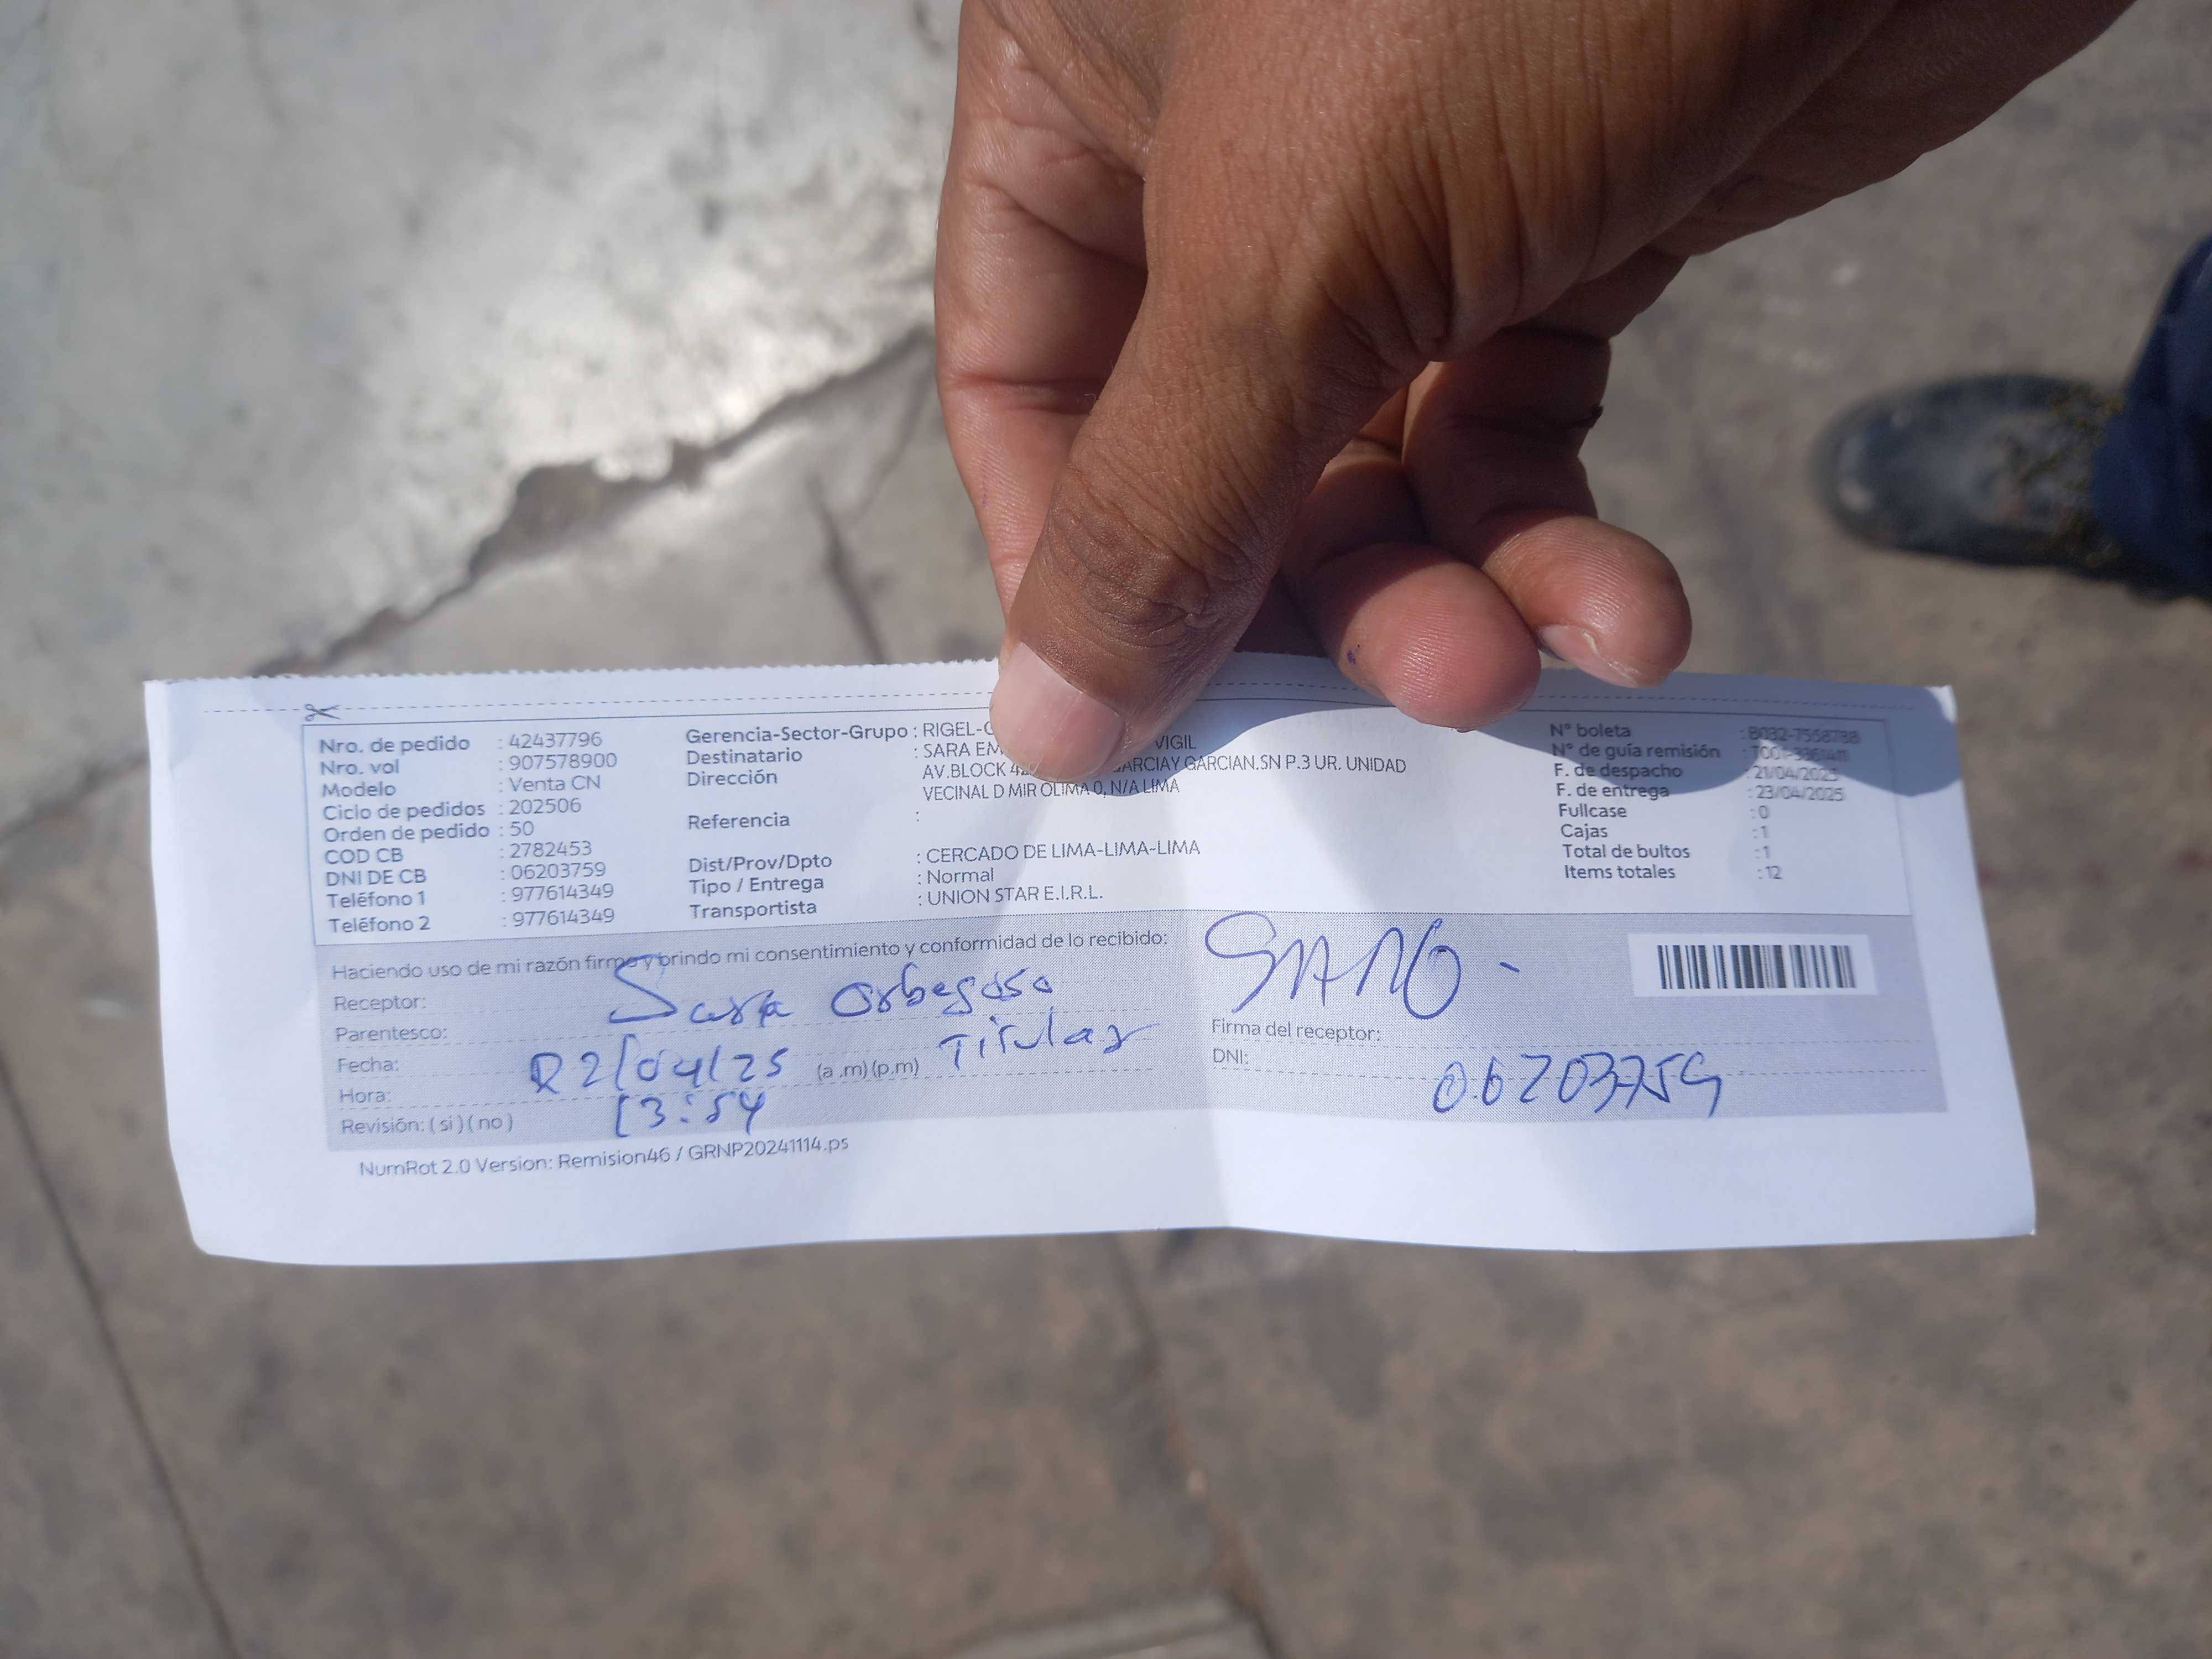 Nro. de pedido : 42437796
Nro. vol : 907578900
Modelo : Venta CN
Ciclo de pedidos : 202506
Orden de pedido : 50
COD CB : 2782453
DNI DE CB : 06203759
Teléfono 1 : 977614349
Teléfono 2 : 977614349
Gerencia-Sector-Grupo : RIGEL-
Destinatario : SARA VIGIL
Dirección : AV.BLOCK GARCIAN.SN P.3 UR. UNIDAD
VECINAL D MIR OLIMA 0, N/A LIMA
Referencia :
Dist/Prov/Dpto : CERCADO DE LIMA-LIMA-LIMA
Tipo / Entrega : Normal
Transportista : UNION STAR E.I.R.L.
N° boleta : B032-7558788
N° de guía remisión
F. de despacho : 21/04/2025
F. de entrega : 23/04/2025
Fullcase : 0
Cajas : 1
Total de bultos : 1
Items totales : 12
Haciendo uso de mi razón firmo y brindo mi consentimiento y conformidad de lo recibido:
Receptor: Sara Orbegoso
Parentesco: Titular
Fecha: 22/04/25 (a .m) (p.m)
Hora: 13:54
Revisión: ( si ) ( no )
Firma del receptor:
DNI: 06203759
NumRot 2.0 Version: Remision46 / GRNP20241114.ps